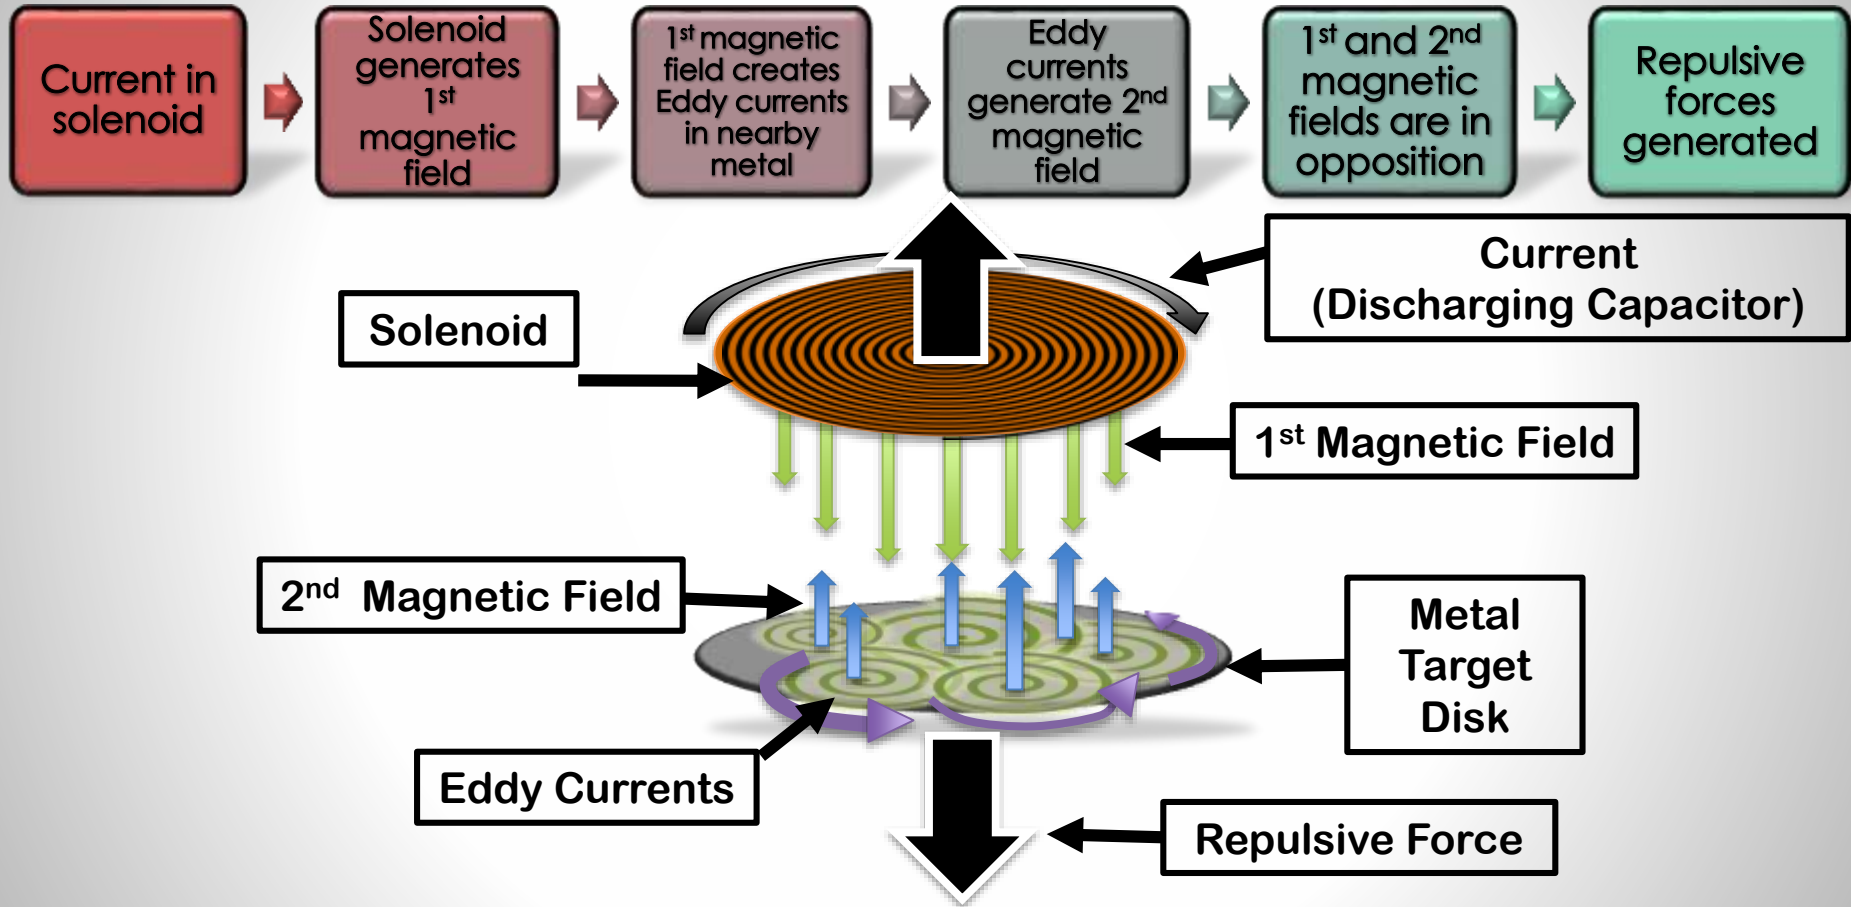 Current in
solenoid
Solenoid
generates
1st
magnetic
field
1st magnetic
field creates
Eddy currents
in nearby
metal
Eddy
currents
generate 2nd
magnetic
field
1st and 2nd
magnetic
fields are in
opposition
Repulsive
forces
generated
Current
(Discharging Capacitor)
Solenoid
1st Magnetic Field
2nd Magnetic Field
Metal
Target
Disk
Eddy Currents
Repulsive Force